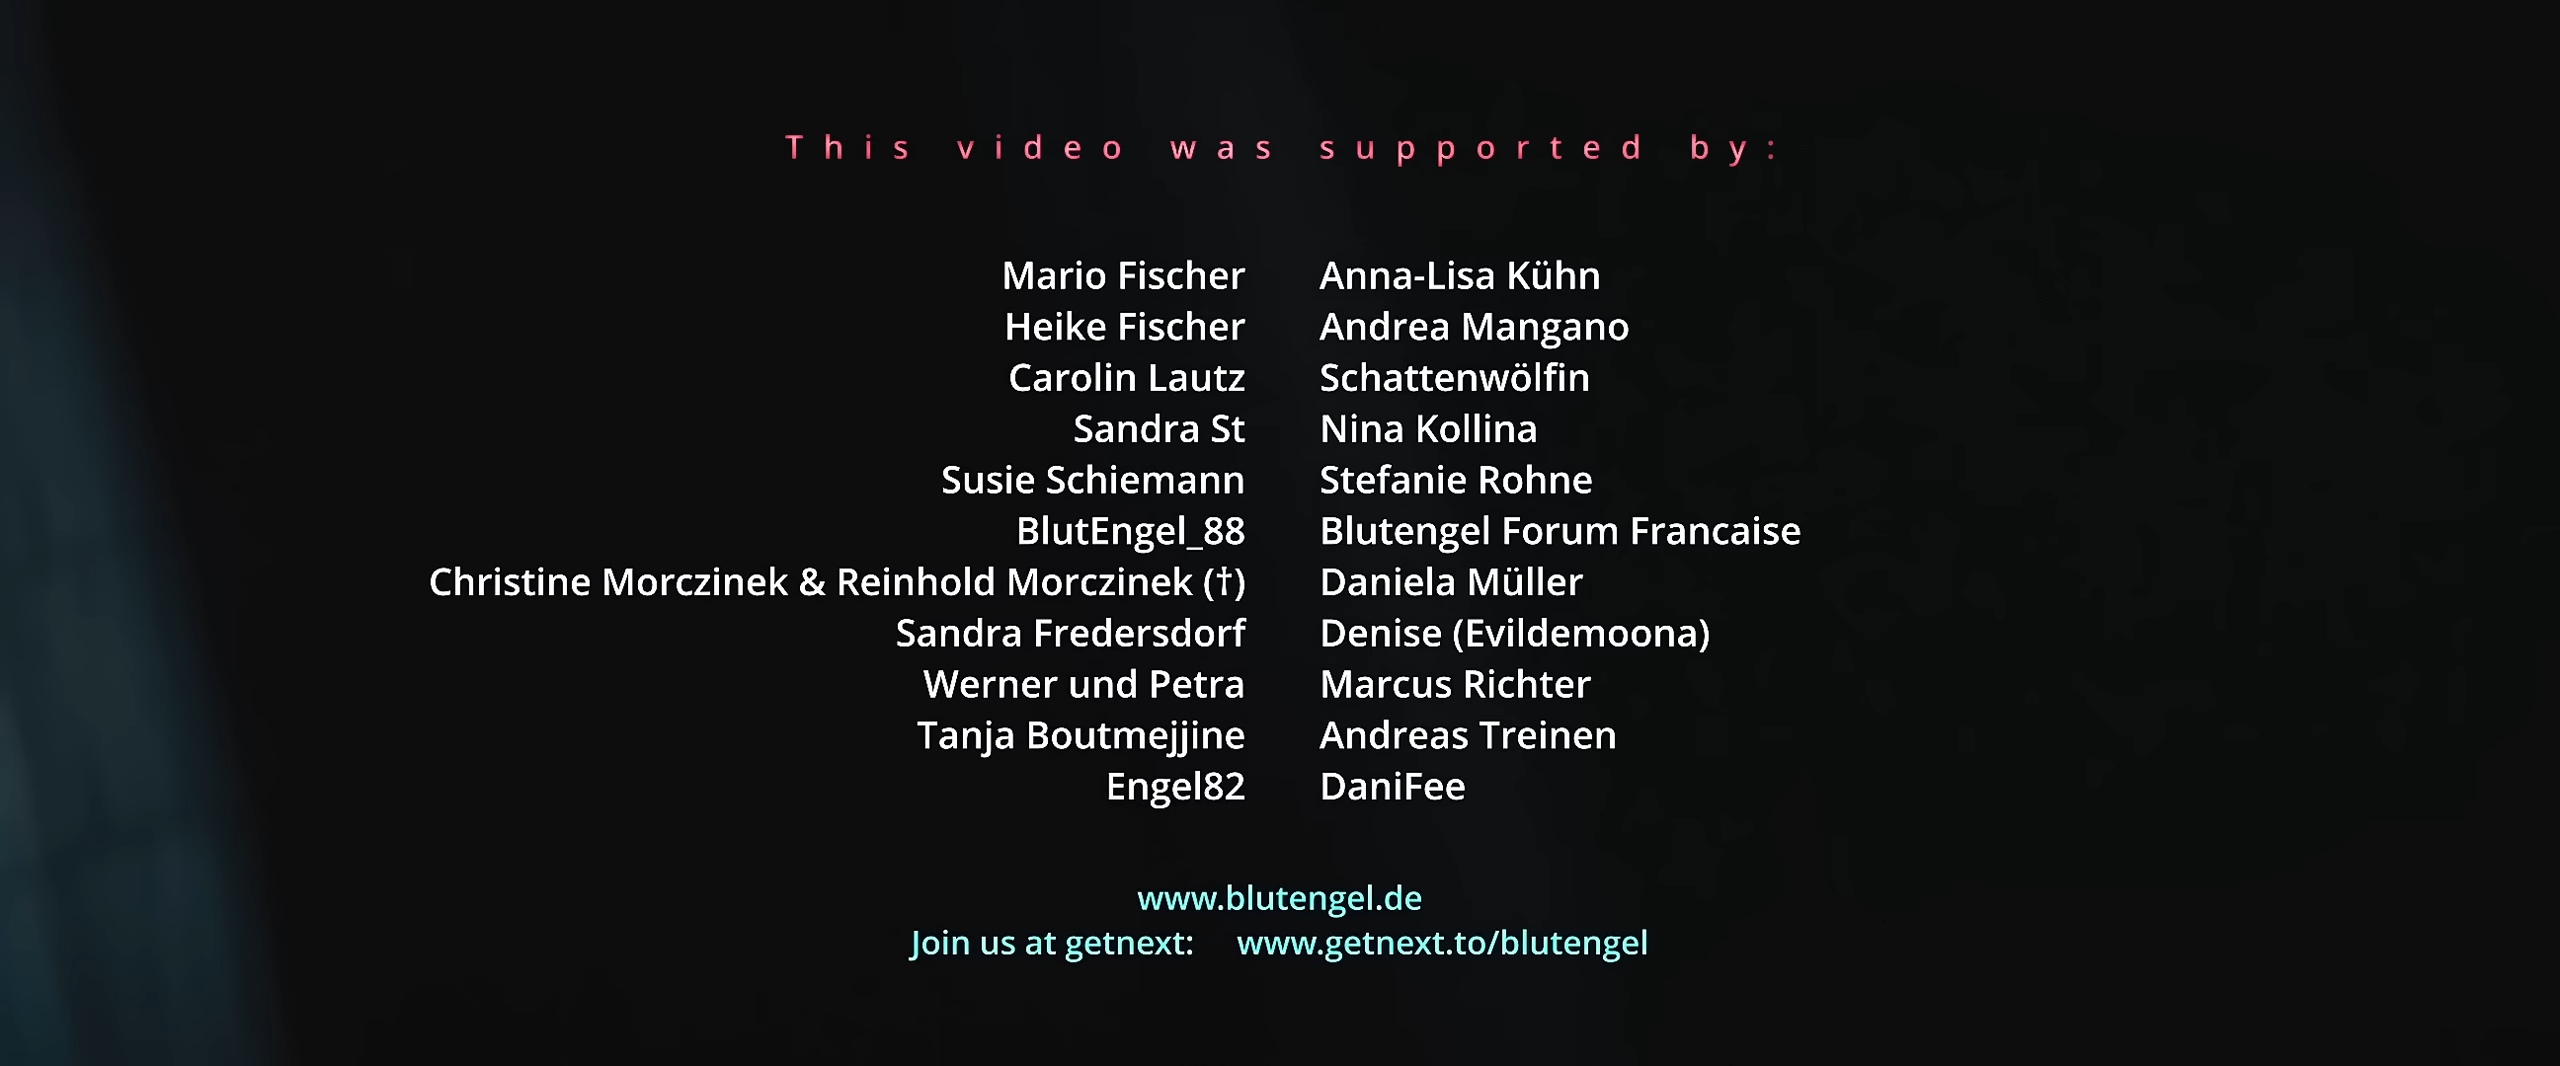 This video was supported by:
Mario Fischer Anna-Lisa Kühn
Heike Fischer Andrea Mangano
Carolin Lautz Schattenwölfin
Sandra St Nina Kollina
Susie Schiemann Stefanie Rohne
BlutEngel_88 Blutengel Forum Francaise
Christine Morczinek & Reinhold Morczinek (†) Daniela Müller
Sandra Fredersdorf Denise (Evildemoona)
Werner und Petra Marcus Richter
Tanja Boutmejjine Andreas Treinen
Engel82 DaniFee
www.blutengel.de
Join us at getnext: www.getnext.to/blutengel